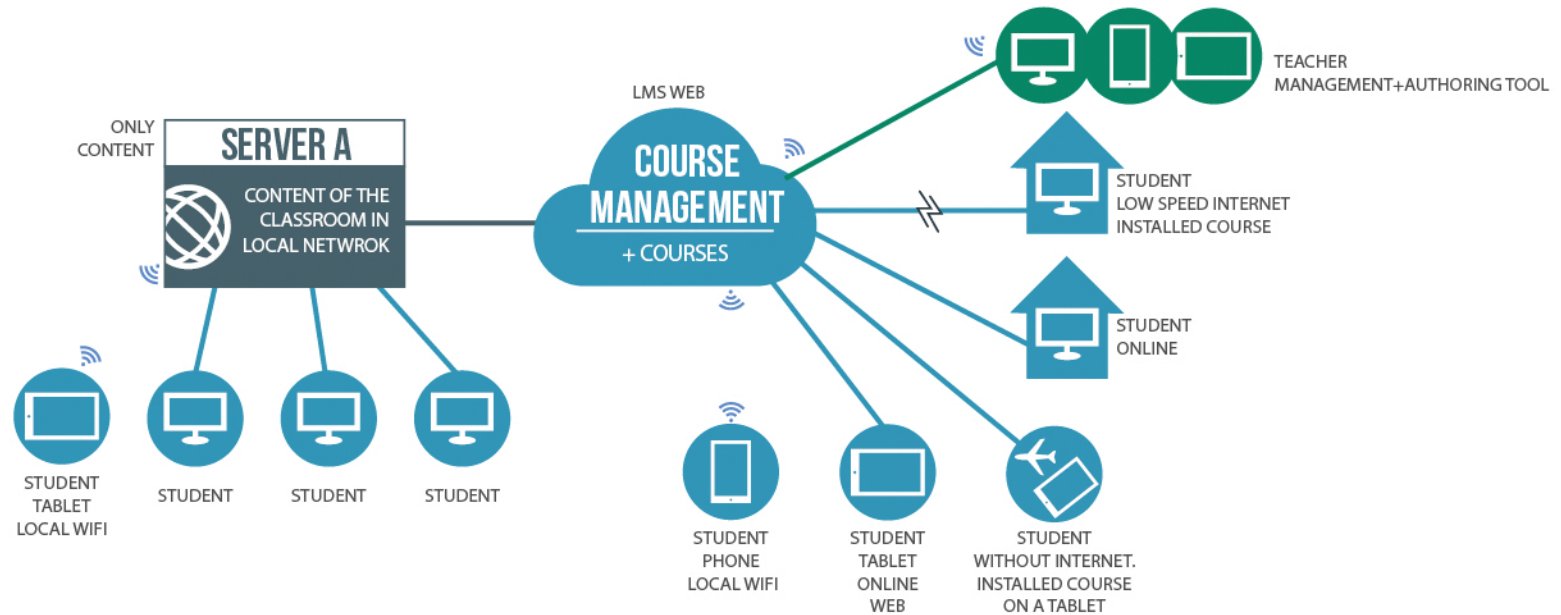 ONLY
CONTENT
SERVER A
CONTENT OF THE
CLASSROOM IN
LOCAL NETWROK
STUDENT
TABLET
LOCAL WIFI
STUDENT
STUDENT
STUDENT
LMS WEB
COURSE
MANAGEMENT
+ COURSES
TEACHER
MANAGEMENT+AUTHORING TOOL
STUDENT
LOW SPEED INTERNET
INSTALLED COURSE
STUDENT
ONLINE
STUDENT
PHONE
LOCAL WIFI
STUDENT
TABLET
ONLINE
WEB
STUDENT
WITHOUT INTERNET.
INSTALLED COURSE
ON A TABLET